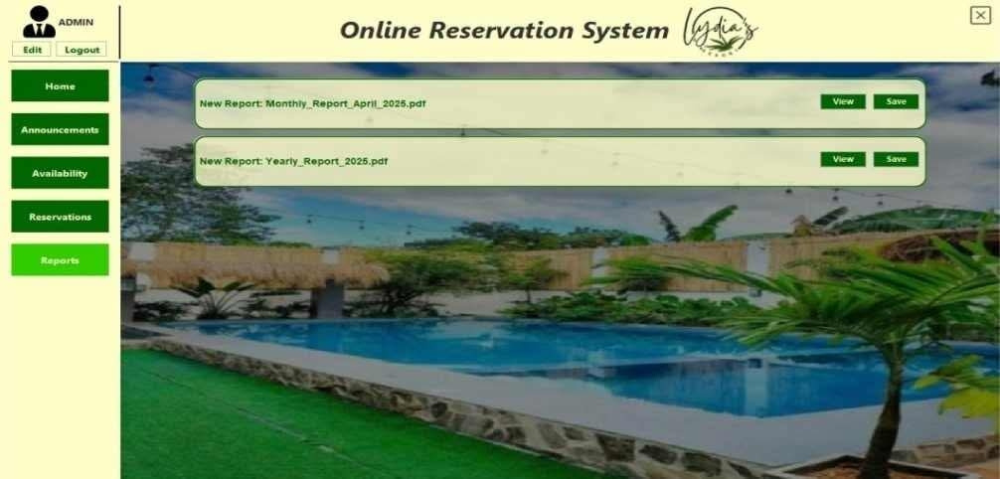 ADMIN
Edit Logout
Online Reservation System Lydia's
Home
Announcements
Availability
Reservations
Reports
New Report: Monthly_Report_April_2025.pdf View Save
New Report: Yearly_Report_2025.pdf View Save